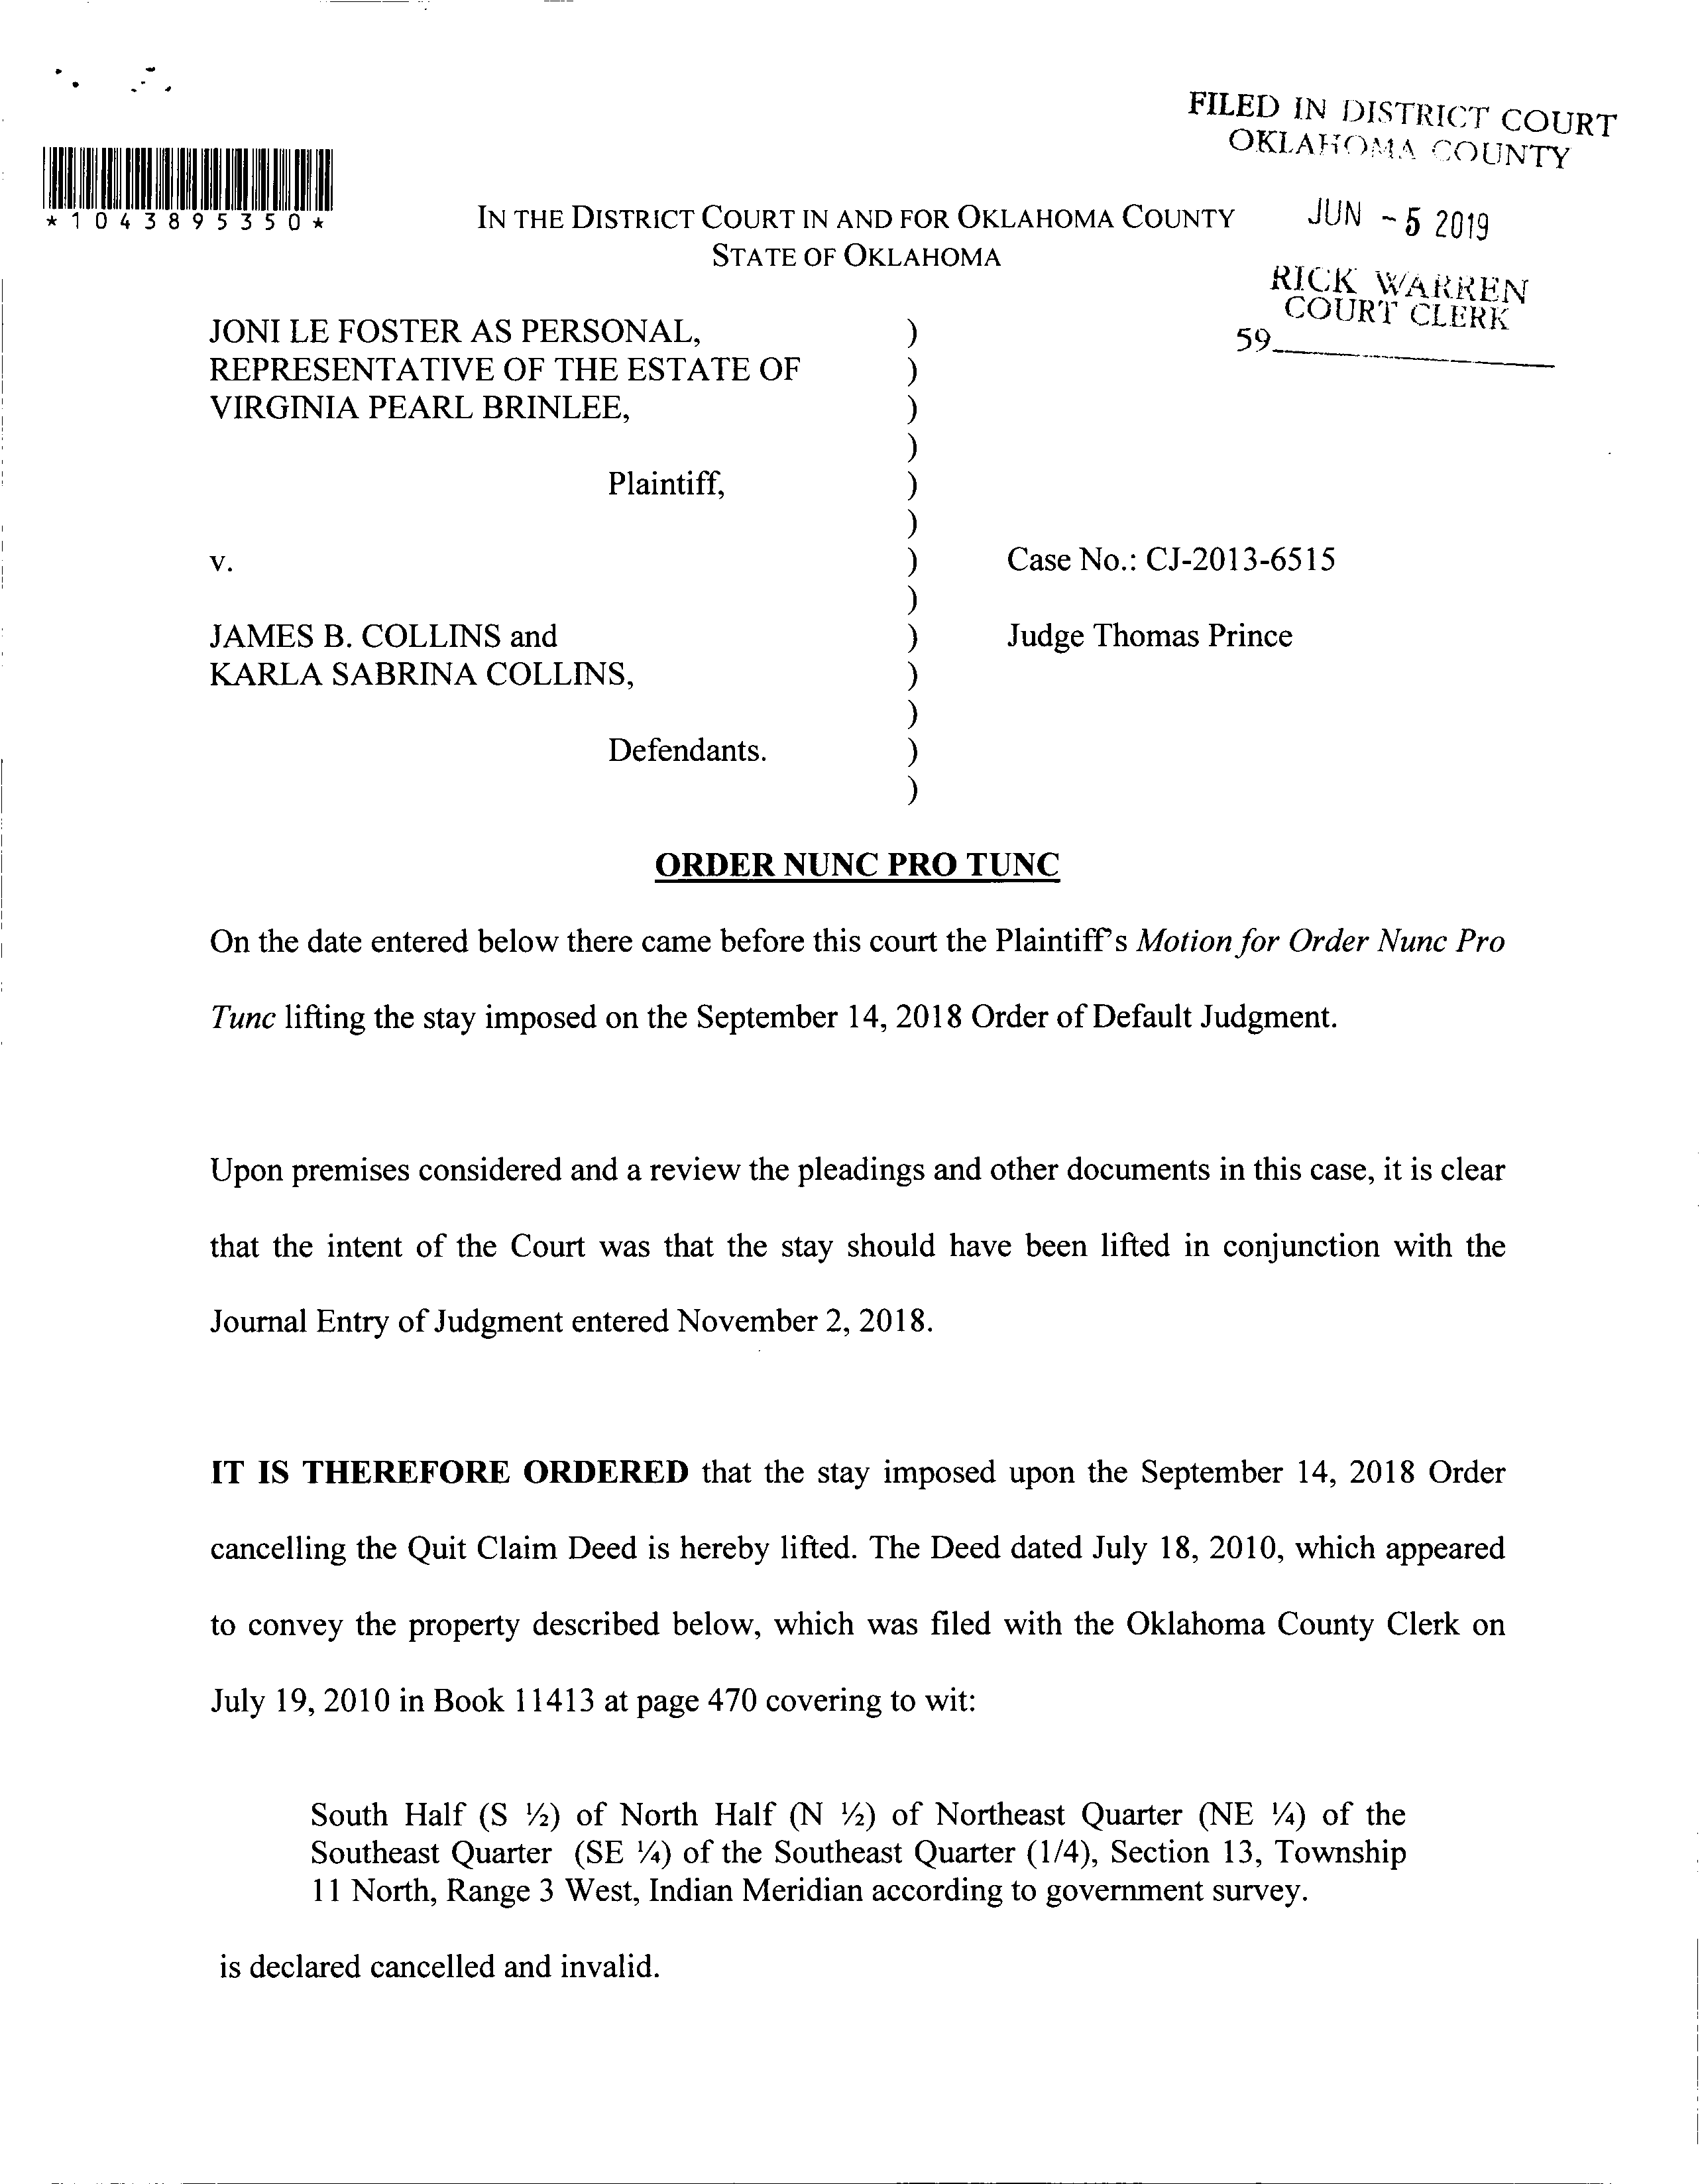 FILED IN DISTRICT COURT
OKLAHOMA COUNTY
JUN - 5 2019
RICK WARREN
COURT CLERK
59
*1043895350*
IN THE DISTRICT COURT IN AND FOR OKLAHOMA COUNTY
STATE OF OKLAHOMA
JONI LE FOSTER AS PERSONAL, )
REPRESENTATIVE OF THE ESTATE OF )
VIRGINIA PEARL BRINLEE, )
)
Plaintiff, )
)
v. ) Case No.: CJ-2013-6515
)
JAMES B. COLLINS and ) Judge Thomas Prince
KARLA SABRINA COLLINS, )
)
Defendants. )
)
ORDER NUNC PRO TUNC
On the date entered below there came before this court the Plaintiff's Motion for Order Nunc Pro
Tunc lifting the stay imposed on the September 14, 2018 Order of Default Judgment.
Upon premises considered and a review the pleadings and other documents in this case, it is clear
that the intent of the Court was that the stay should have been lifted in conjunction with the
Journal Entry of Judgment entered November 2, 2018.
IT IS THEREFORE ORDERED that the stay imposed upon the September 14, 2018 Order
cancelling the Quit Claim Deed is hereby lifted. The Deed dated July 18, 2010, which appeared
to convey the property described below, which was filed with the Oklahoma County Clerk on
July 19, 2010 in Book 11413 at page 470 covering to wit:
South Half (S ½) of North Half (N ½) of Northeast Quarter (NE ¼) of the
Southeast Quarter (SE ¼) of the Southeast Quarter (1/4), Section 13, Township
11 North, Range 3 West, Indian Meridian according to government survey.
is declared cancelled and invalid.